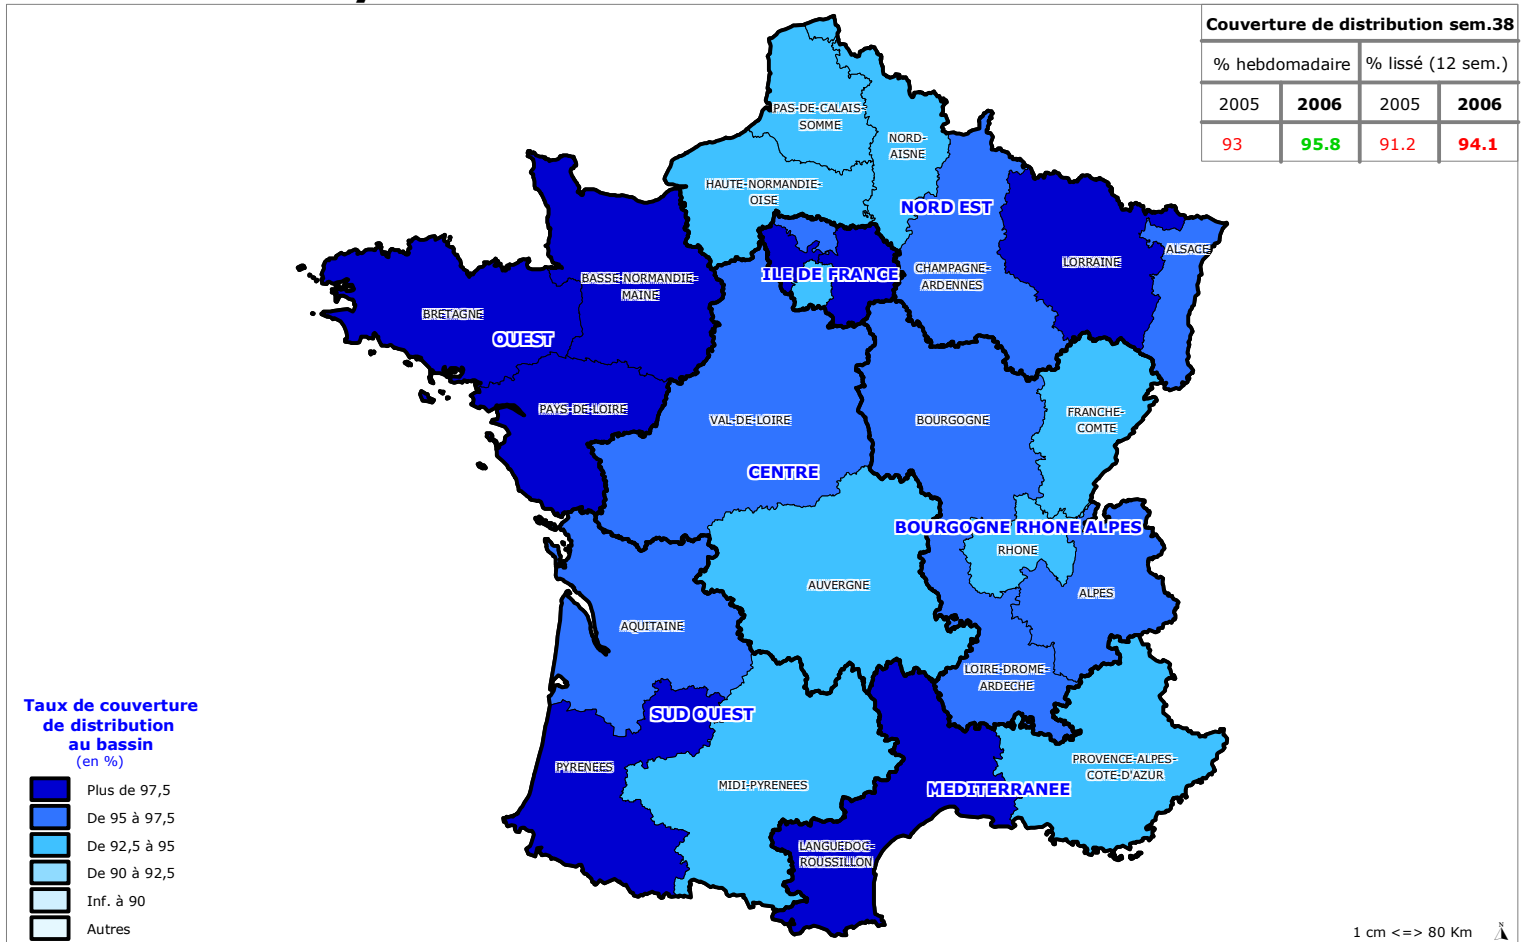 Couverture de distribution sem.38
% hebdomadaire % lissé (12 sem.)
2005 2006 2005 2006
93 95.8 91.2 94.1
PAS-DE-CALAIS-
SOMME
NORD-
AISNE
HAUTE-NORMANDIE-
OISE
NORD EST
LORRAINE
ALSACE
CHAMPAGNE-
ARDENNES
ILE DE FRANCE
BASSE-NORMANDIE-
MAINE
BRETAGNE
OUEST
PAYS-DE-LOIRE
VAL-DE-LOIRE
BOURGOGNE
FRANCHE-
COMTE
CENTRE
BOURGOGNE RHONE ALPES
RHONE
AUVERGNE
ALPES
AQUITAINE
LOIRE-DROME-
ARDECHE
SUD OUEST
PYRENEES
MIDI-PYRENEES
PROVENCE-ALPES-
COTE-D'AZUR
MEDITERRANEE
LANGUEDOC-
ROUSSILLON
Taux de couverture
de distribution
au bassin
(en %)
Plus de 97,5
De 95 à 97,5
De 92,5 à 95
De 90 à 92,5
Inf. à 90
Autres
1 cm <=> 80 Km
N